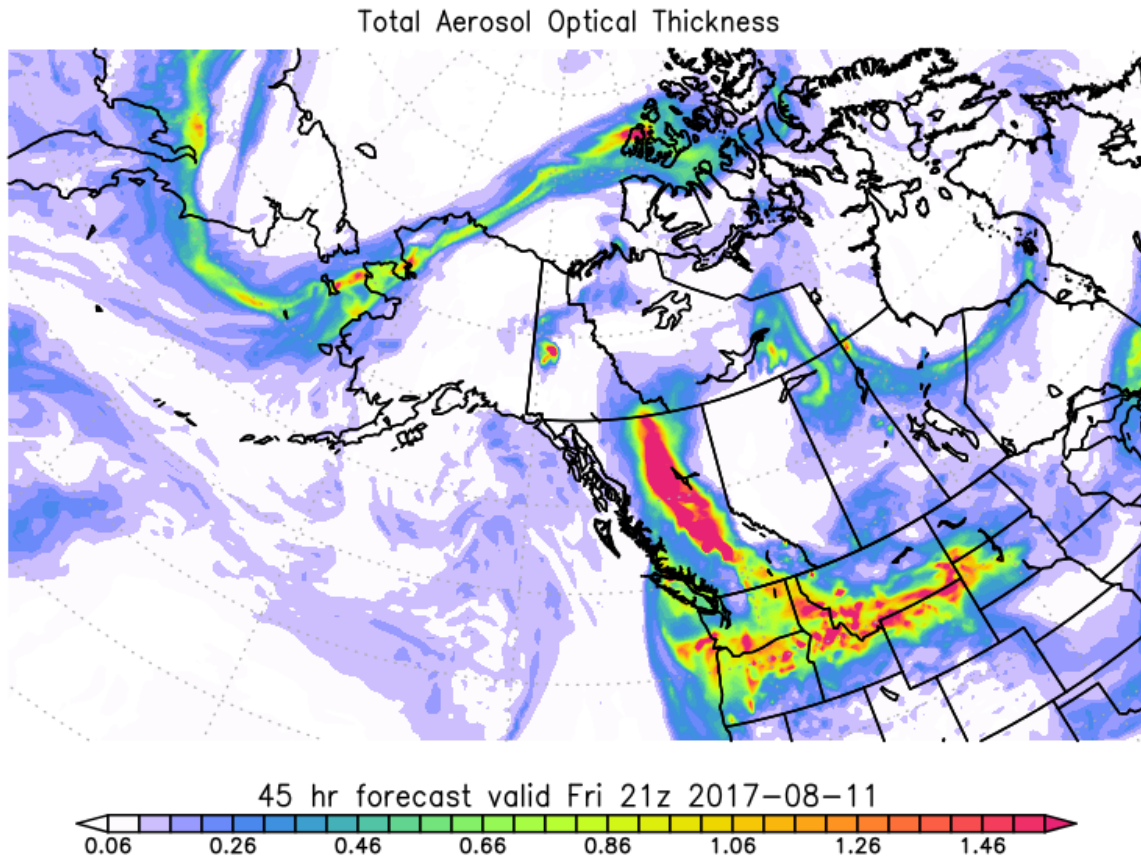 Total Aerosol Optical Thickness
45 hr forecast valid Fri 21z 2017-08-11
0.06 0.26 0.46 0.66 0.86 1.06 1.26 1.46